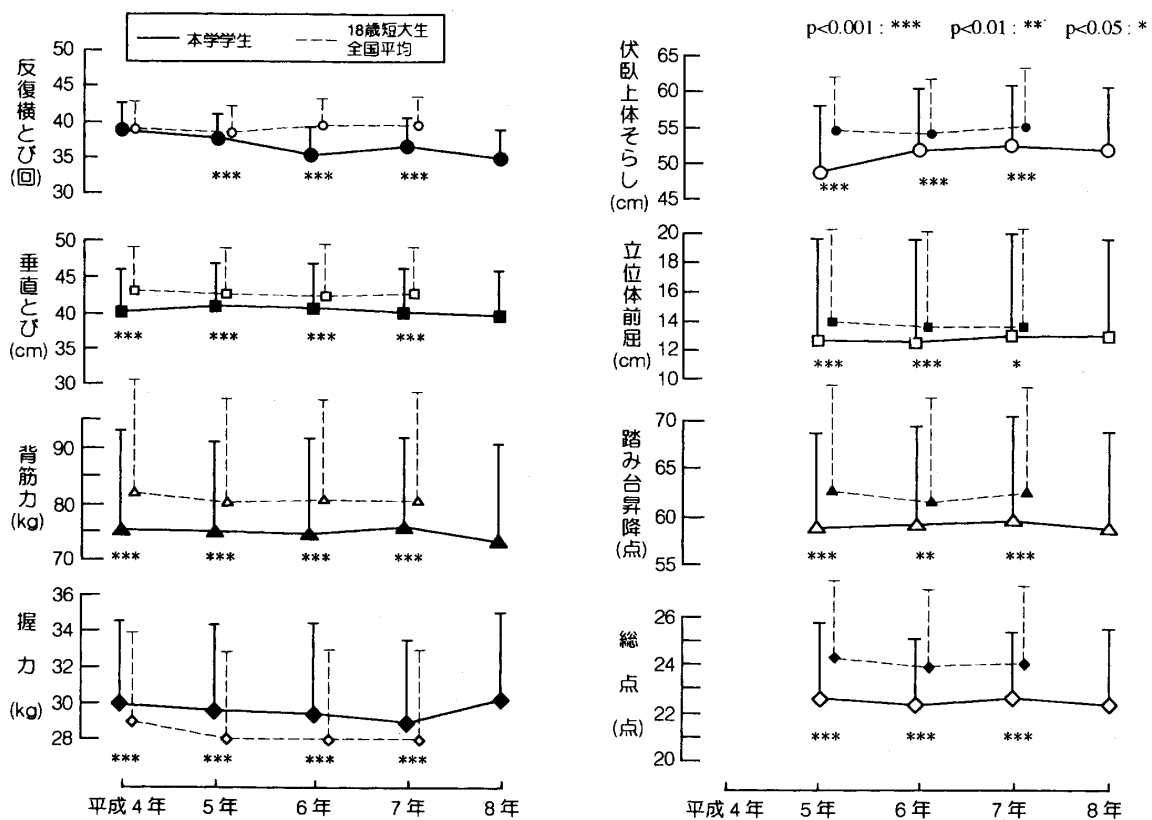 本学学生
18歳短大生
全国平均
p<0.001 : ***
p<0.01 : **
p<0.05 : *
反復横とび(回)
50
45
40
35
30
*** *** ***
垂直とび(cm)
50
45
40
35
30
*** *** *** ***
背筋力(kg)
90
80
70
*** *** *** ***
握力(kg)
36
34
32
30
28
*** *** *** ***
平成4年 5年 6年 7年 8年
伏臥上体そらし(cm)
65
60
55
50
45
*** *** ***
立位体前屈(cm)
20
18
16
14
12
10
*** *** *
踏み台昇降(点)
70
65
60
55
*** ** ***
総点(点)
26
24
22
20
*** *** ***
平成4年 5年 6年 7年 8年